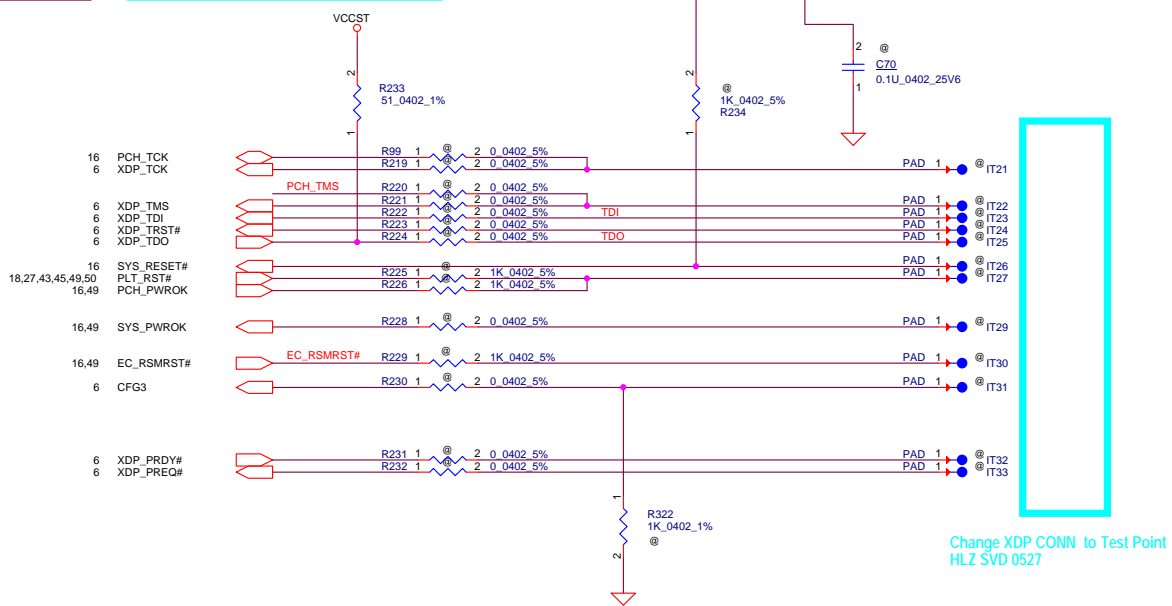 VCCST
2
R233
51_0402_1%
1
2
@
1K_0402_5%
R234
1
2
@
C70
0.1U_0402_25V6
1
16 PCH_TCK R99 1 @ 2 0_0402_5%
6 XDP_TCK R219 1 @ 2 0_0402_5% PAD 1 @ IT21
PCH_TMS R220 1 @ 2 0_0402_5%
6 XDP_TMS R221 1 @ 2 0_0402_5% PAD 1 @ IT22
6 XDP_TDI R222 1 @ 2 0_0402_5% TDI PAD 1 @ IT23
6 XDP_TRST# R223 1 @ 2 0_0402_5% PAD 1 @ IT24
6 XDP_TDO R224 1 @ 2 0_0402_5% TDO PAD 1 @ IT25
16 SYS_RESET# PAD 1 @ IT26
18,27,43,45,49,50 PLT_RST# R225 1 @ 2 1K_0402_5% PAD 1 @ IT27
16,49 PCH_PWROK R226 1 @ 2 1K_0402_5%
16,49 SYS_PWROK R228 1 @ 2 0_0402_5% PAD 1 @ IT29
16,49 EC_RSMRST# EC_RSMRST# R229 1 @ 2 1K_0402_5% PAD 1 @ IT30
6 CFG3 R230 1 @ 2 0_0402_5% PAD 1 @ IT31
6 XDP_PRDY# R231 1 @ 2 0_0402_5% PAD 1 @ IT32
6 XDP_PREQ# R232 1 @ 2 0_0402_5% PAD 1 @ IT33
1
R322
1K_0402_1%
@
2
Change XDP CONN to Test Point
HLZ SVD 0527